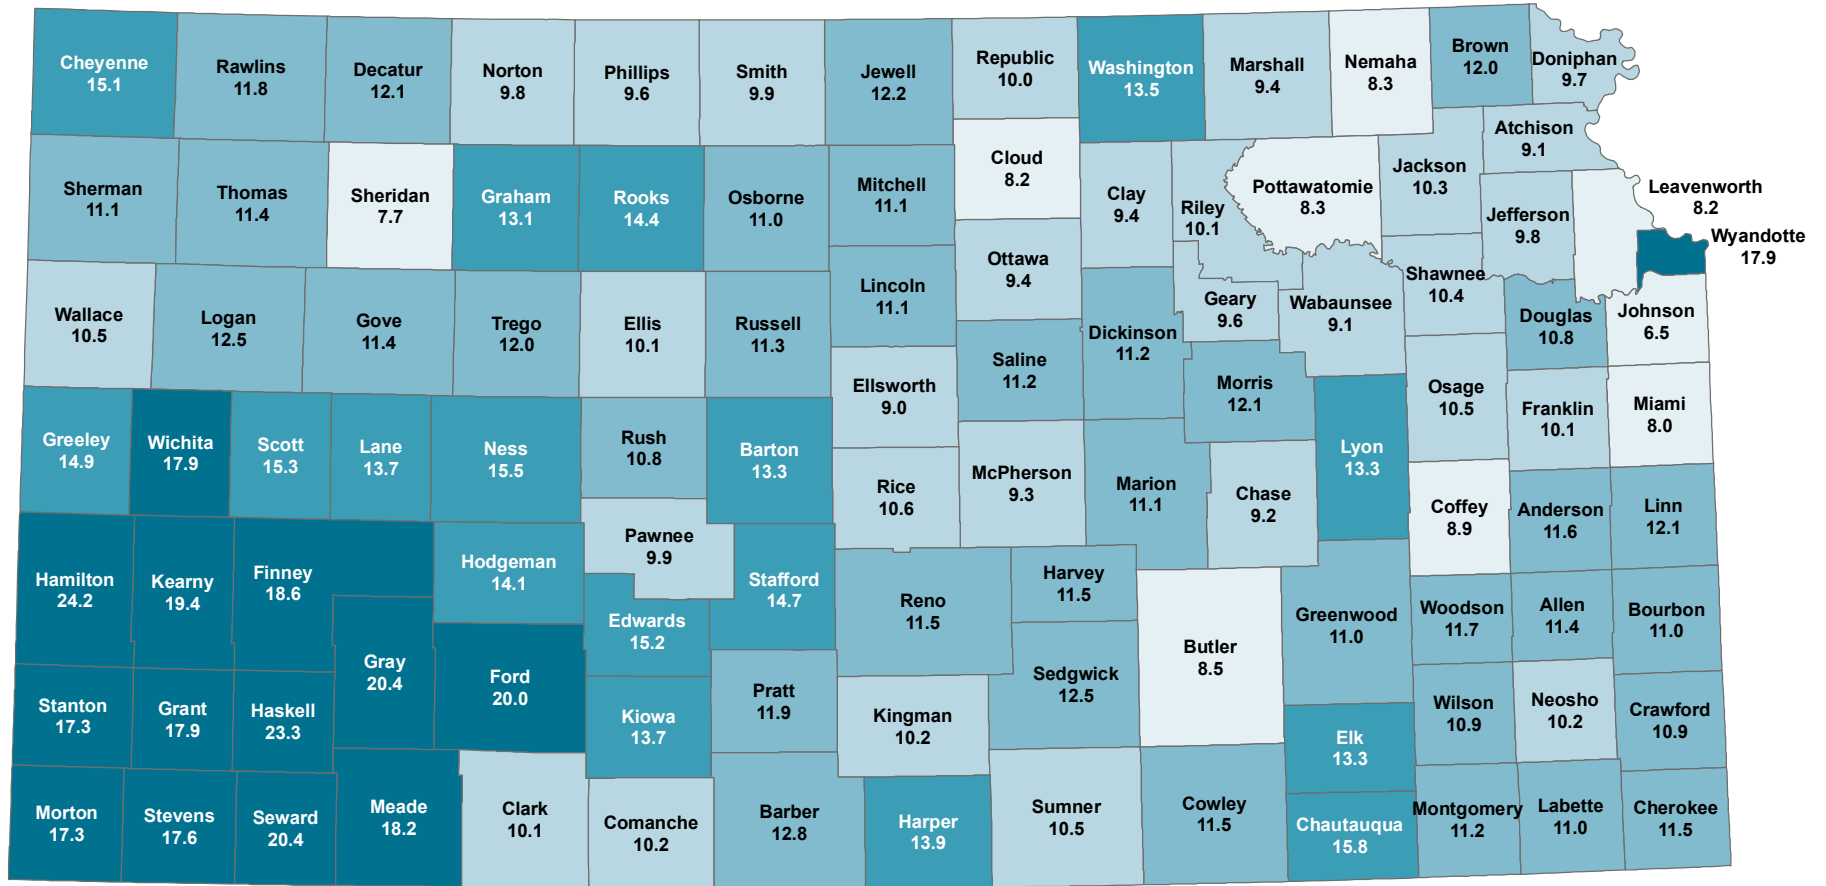 Cheyenne
15.1
Rawlins
11.8
Decatur
12.1
Norton
9.8
Phillips
9.6
Smith
9.9
Jewell
12.2
Republic
10.0
Washington
13.5
Marshall
9.4
Nemaha
8.3
Brown
12.0
Doniphan
9.7
Sherman
11.1
Thomas
11.4
Sheridan
7.7
Graham
13.1
Rooks
14.4
Osborne
11.0
Mitchell
11.1
Cloud
8.2
Clay
9.4
Riley
10.1
Pottawatomie
8.3
Jackson
10.3
Atchison
9.1
Jefferson
9.8
Leavenworth
8.2
Wyandotte
17.9
Wallace
10.5
Logan
12.5
Gove
11.4
Trego
12.0
Ellis
10.1
Russell
11.3
Lincoln
11.1
Ottawa
9.4
Saline
11.2
Dickinson
11.2
Geary
9.6
Wabaunsee
9.1
Shawnee
10.4
Douglas
10.8
Johnson
6.5
Ellsworth
9.0
Morris
12.1
Osage
10.5
Franklin
10.1
Miami
8.0
Greeley
14.9
Wichita
17.9
Scott
15.3
Lane
13.7
Ness
15.5
Rush
10.8
Barton
13.3
Rice
10.6
McPherson
9.3
Marion
11.1
Chase
9.2
Lyon
13.3
Coffey
8.9
Anderson
11.6
Linn
12.1
Hamilton
24.2
Kearny
19.4
Finney
18.6
Hodgeman
14.1
Pawnee
9.9
Edwards
15.2
Stafford
14.7
Reno
11.5
Harvey
11.5
Butler
8.5
Greenwood
11.0
Woodson
11.7
Allen
11.4
Bourbon
11.0
Stanton
17.3
Grant
17.9
Haskell
23.3
Gray
20.4
Ford
20.0
Kiowa
13.7
Pratt
11.9
Kingman
10.2
Sedgwick
12.5
Elk
13.3
Wilson
10.9
Neosho
10.2
Crawford
10.9
Morton
17.3
Stevens
17.6
Seward
20.4
Meade
18.2
Clark
10.1
Comanche
10.2
Barber
12.8
Harper
13.9
Sumner
10.5
Cowley
11.5
Chautauqua
15.8
Montgomery
11.2
Labette
11.0
Cherokee
11.5